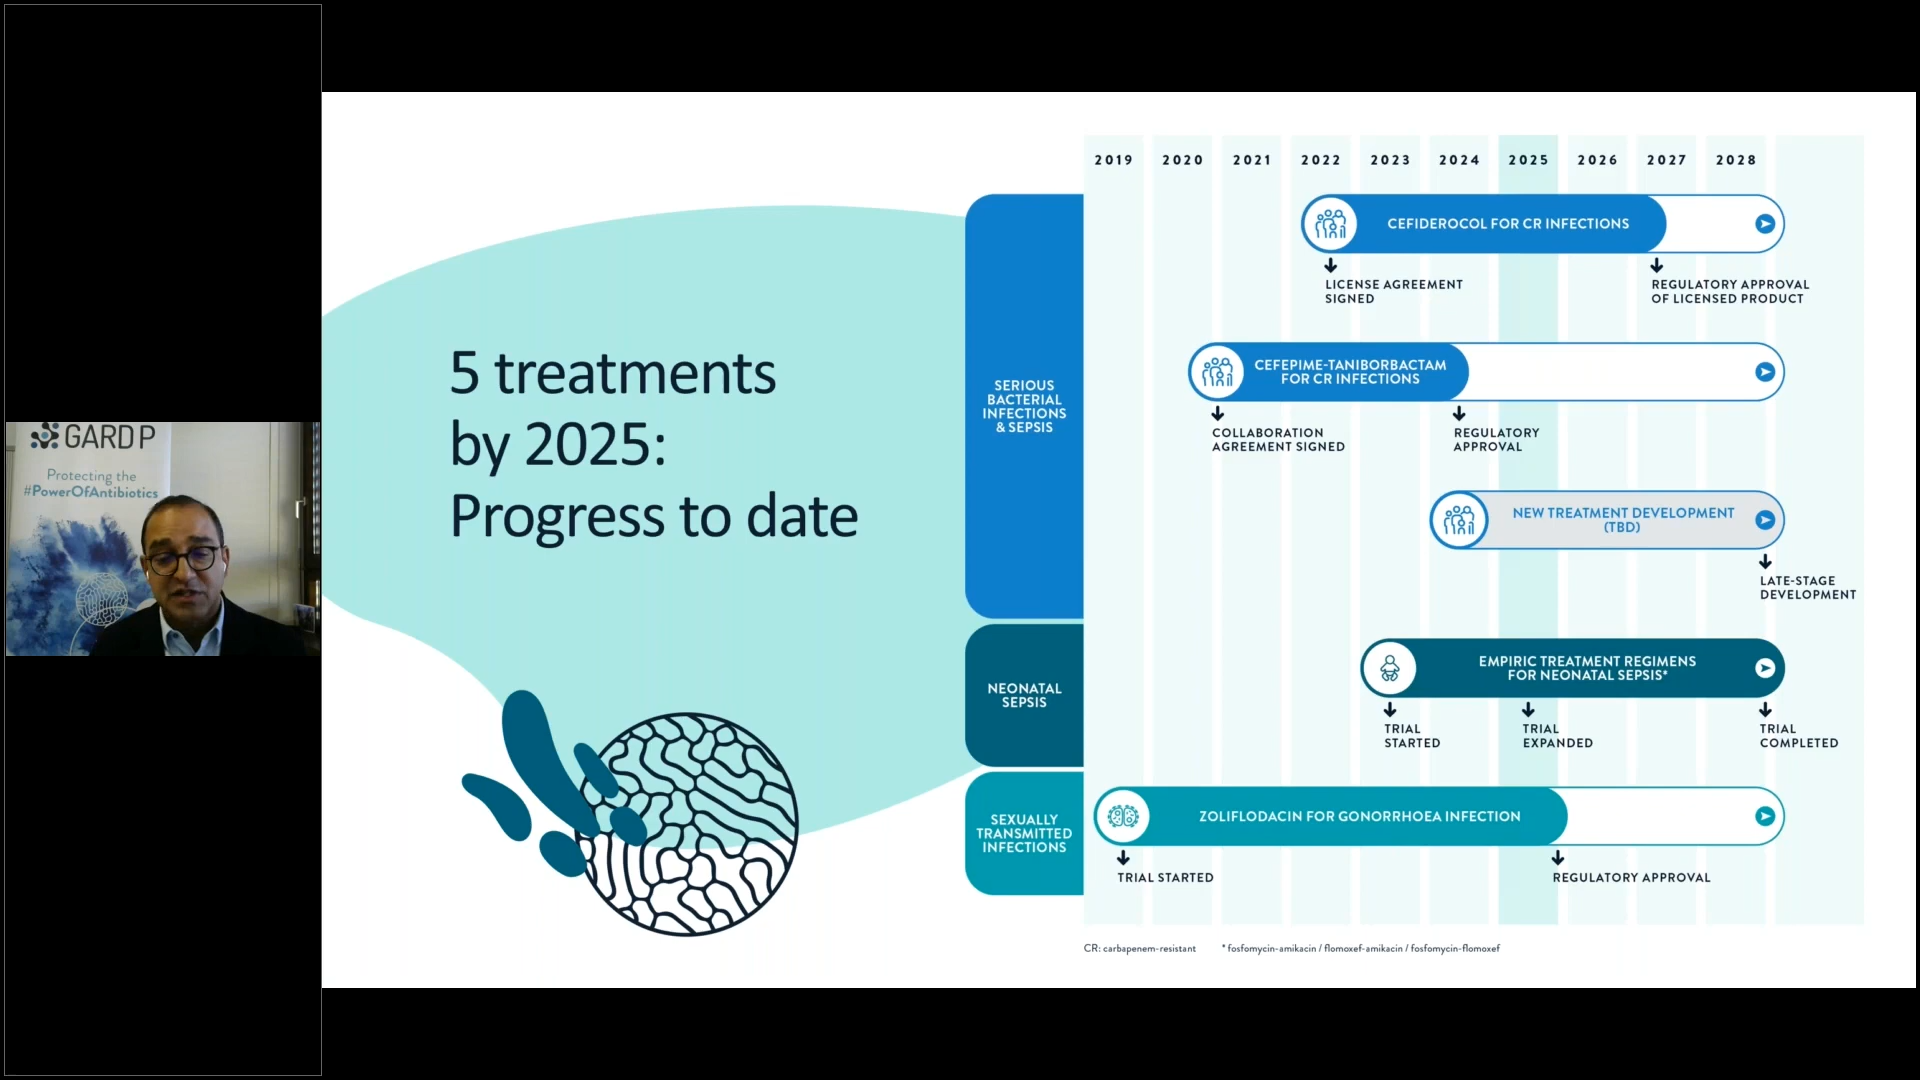 GARDP
Protecting the
#PowerOfAntibiotics
5 treatments
by 2025:
Progress to date
2019 2020 2021 2022 2023 2024 2025 2026 2027 2028
SERIOUS
BACTERIAL
INFECTIONS
& SEPSIS
CEFIDEROCOL FOR CR INFECTIONS
LICENSE AGREEMENT
SIGNED
REGULATORY APPROVAL
OF LICENSED PRODUCT
CEFEPIME-TANIBORBACTAM
FOR CR INFECTIONS
COLLABORATION
AGREEMENT SIGNED
REGULATORY
APPROVAL
NEW TREATMENT DEVELOPMENT
(TBD)
LATE-STAGE
DEVELOPMENT
NEONATAL
SEPSIS
EMPIRIC TREATMENT REGIMENS
FOR NEONATAL SEPSIS*
TRIAL
STARTED
TRIAL
EXPANDED
TRIAL
COMPLETED
SEXUALLY
TRANSMITTED
INFECTIONS
ZOLIFLODACIN FOR GONORRHOEA INFECTION
TRIAL STARTED
REGULATORY APPROVAL
CR: carbapenem-resistant
* fosfomycin-amikacin / flomoxef-amikacin / fosfomycin-flomoxef